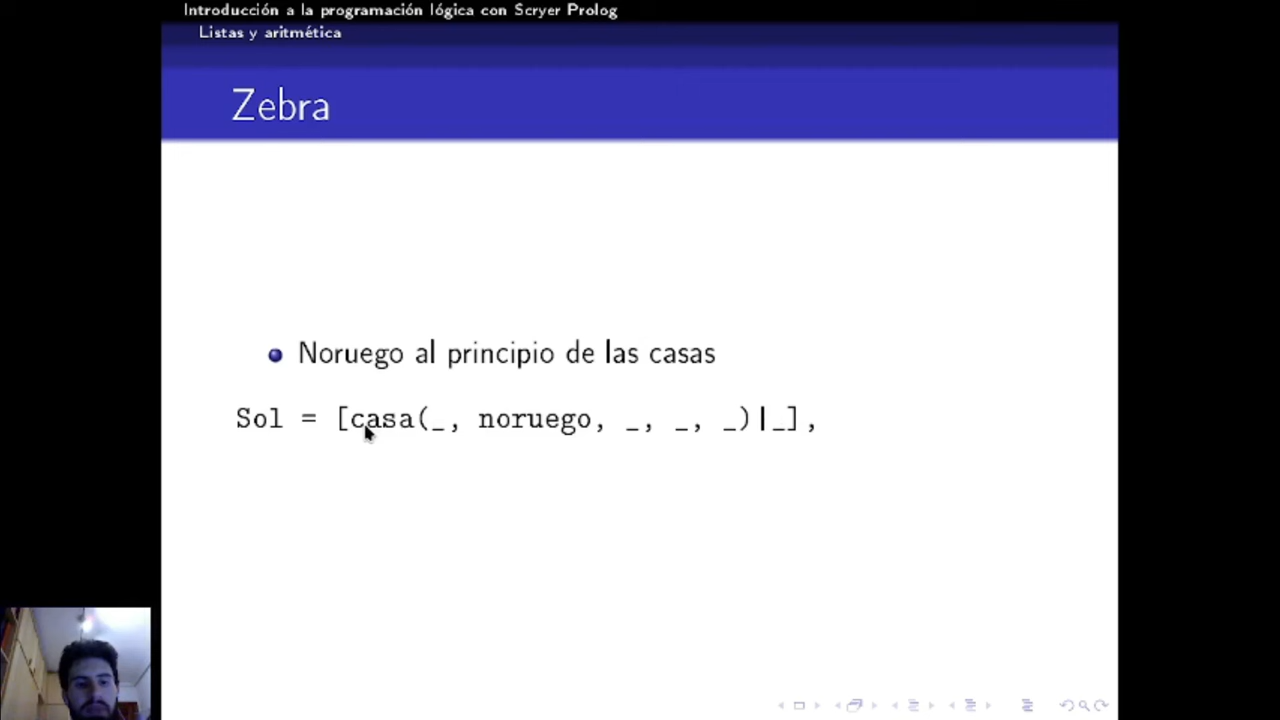 Introducción a la programación lógica con Scryer Prolog
Listas y aritmética
Zebra
Noruego al principio de las casas
Sol = [casa(_, noruego, _, _, _)|_],